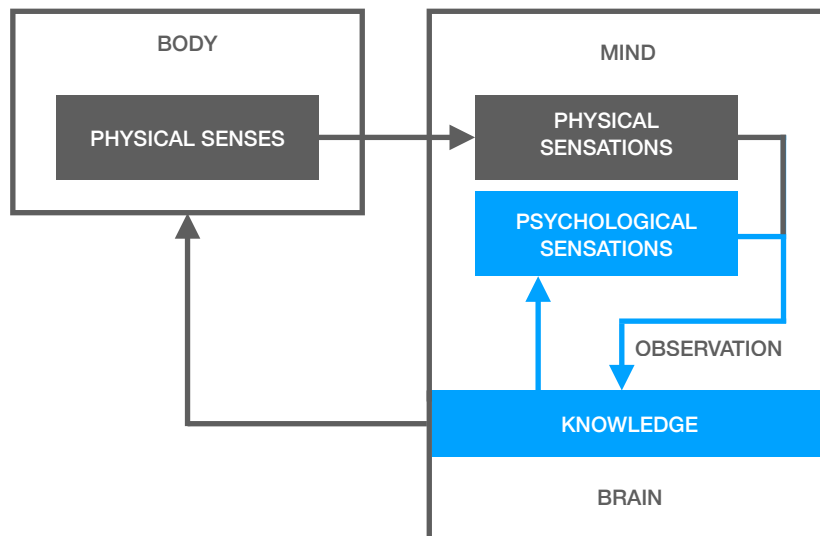 BODY
MIND
PHYSICAL SENSES
PHYSICAL
SENSATIONS
PSYCHOLOGICAL
SENSATIONS
OBSERVATION
KNOWLEDGE
BRAIN